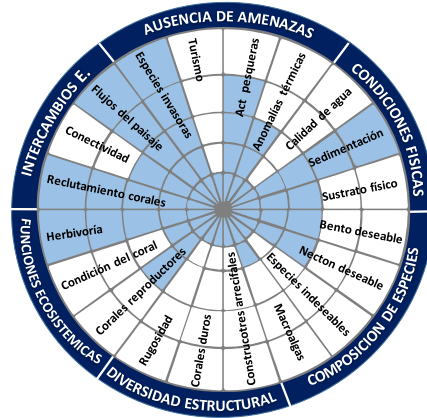 AUSENCIA DE AMENAZAS
Turismo
Act pesqueras
Anomalías térmicas
CONDICIONES FISICAS
Calidad de agua
Sedimentación
Sustrato físico
COMPOSICION DE ESPECIES
Bento deseable
Necton deseable
Especies indeseables
Macroalgas
DIVERSIDAD ESTRUCTURAL
Construcotres arrecifales
Corales duros
Rugosidad
FUNCIONES ECOSISTEMICAS
Corales reproductores
Condición del coral
Herbivoría
INTERCAMBIOS E.
Reclutamiento corales
Conectividad
Flujos del paisaje
Especies invasoras